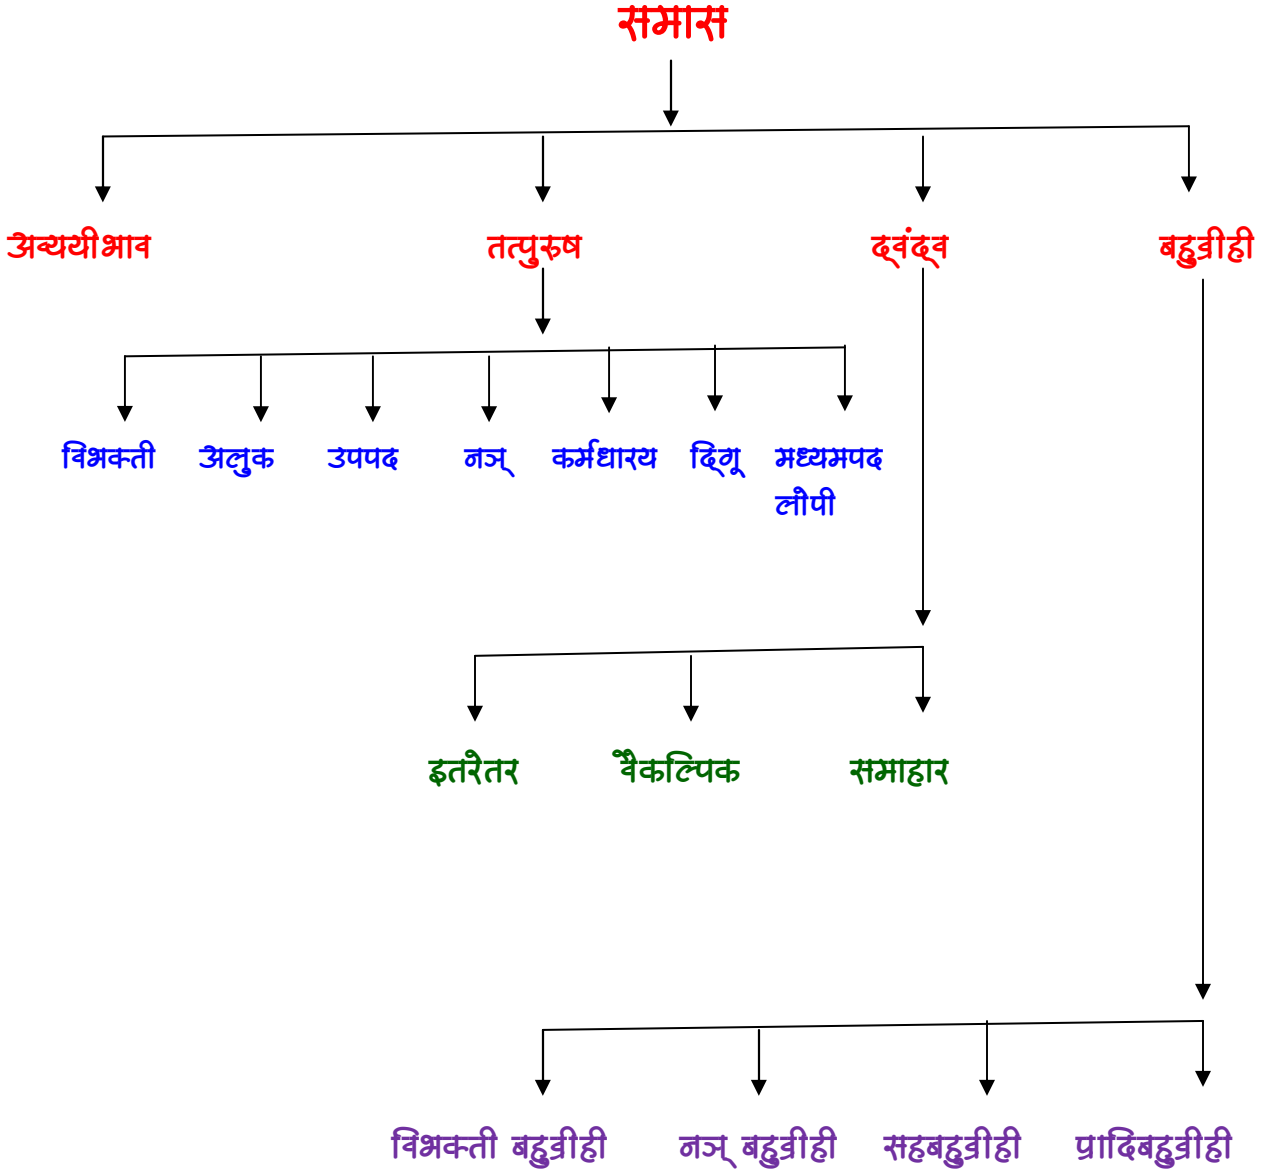 समास
अव्ययीभाव तत्पुरुष द्वंद्व बहुव्रीही
विभक्ती अलुक उपपद नञ् कर्मधारय द्विगू मध्यमपद
लोपी
इतरेतर वैकल्पिक समाहार
विभक्ती बहुव्रीही नञ् बहुव्रीही सहबहुव्रीही प्रादिबहुव्रीही